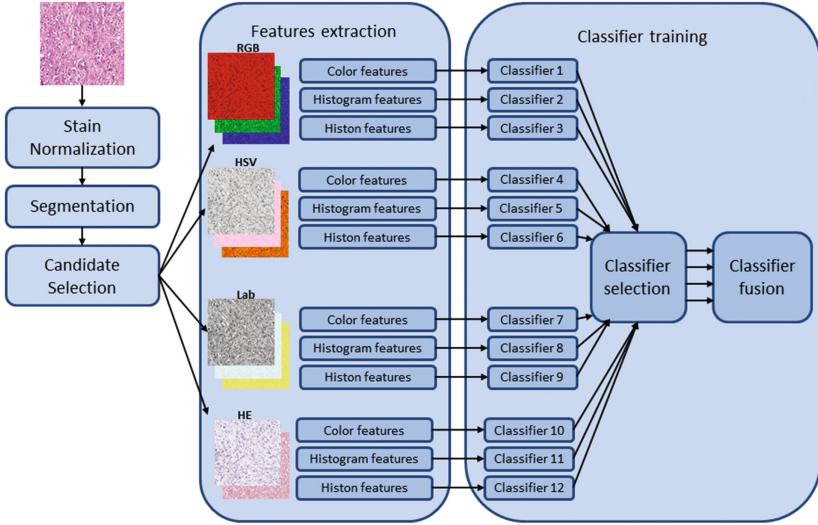 Features extraction
Classifier training
RGB
Color features
Classifier 1
Histogram features
Classifier 2
Histon features
Classifier 3
Stain
Normalization
HSV
Color features
Classifier 4
Segmentation
Histogram features
Classifier 5
Histon features
Classifier 6
Candidate
Selection
Classifier
selection
Classifier
fusion
Lab
Color features
Classifier 7
Histogram features
Classifier 8
Histon features
Classifier 9
HE
Color features
Classifier 10
Histogram features
Classifier 11
Histon features
Classifier 12